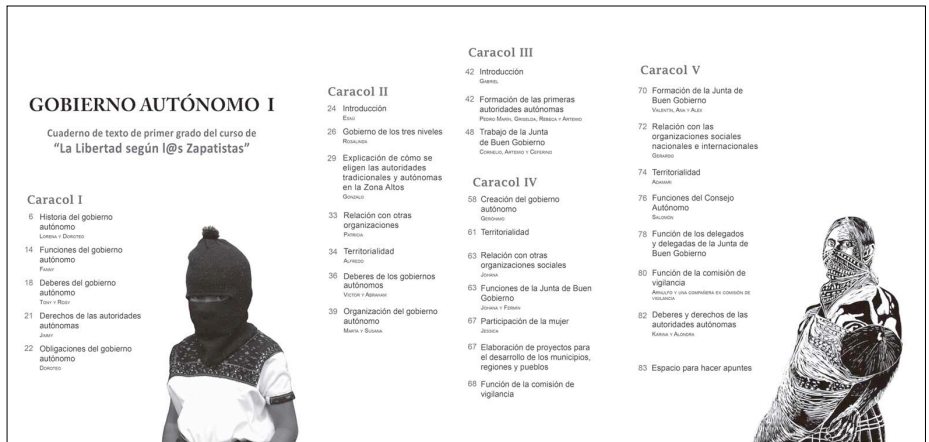 GOBIERNO AUTÓNOMO I
Cuaderno de texto de primer grado del curso de
“La Libertad según l@s Zapatistas”
Caracol I
6 Historia del gobierno
autónomo
Lorena y Doroteo
14 Funciones del gobierno
autónomo
Fanny
18 Deberes del gobierno
autónomo
Tony y Rosy
21 Derechos de las autoridades
autónomas
Jimmy
22 Obligaciones del gobierno
autónomo
Doroteo
Caracol II
24 Introducción
Esaú
26 Gobierno de los tres niveles
Rosalinda
29 Explicación de cómo se
eligen las autoridades
tradicionales y autónomas
en la Zona Altos
Gonzalo
33 Relación con otras
organizaciones
Patricia
34 Territorialidad
Alfredo
36 Deberes de los gobiernos
autónomos
Victor y Abraham
39 Organización del gobierno
autónomo
Marta y Susana
Caracol III
42 Introducción
Gabriel
42 Formación de las primeras
autoridades autónomas
Pedro Marín, Griselda, Rebeca y Artemio
48 Trabajo de la Junta
de Buen Gobierno
Cornelio, Artemio y Ceferino
Caracol IV
58 Creación del gobierno
autónomo
Gerónimo
61 Territorialidad
63 Relación con otras
organizaciones sociales
Johana
63 Funciones de la Junta de Buen
Gobierno
Johana y Fermín
67 Participación de la mujer
Jessica
67 Elaboración de proyectos para
el desarrollo de los municipios,
regiones y pueblos
68 Función de la comisión de
vigilancia
Caracol V
70 Formación de la Junta de
Buen Gobierno
Valentín, Ana y Alex
72 Relación con las
organizaciones sociales
nacionales e internacionales
Gerardo
74 Territorialidad
Adamari
76 Funciones del Consejo
Autónomo
Salomon
78 Función de los delegados
y delegadas de la Junta de
Buen Gobierno
80 Función de la comisión de
vigilancia
Arnulfo y una compañera ex comisión de
vigilancia
82 Deberes y derechos de las
autoridades autónomas
Karina y Alondra
83 Espacio para hacer apuntes